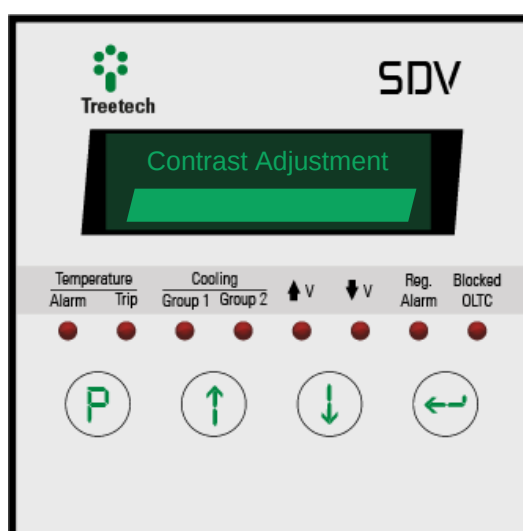 Treetech
SDV
Contrast Adjustment
Temperature
Cooling
Alarm Trip Group 1 Group 2 V V
Reg. Alarm
Blocked OLTC
P